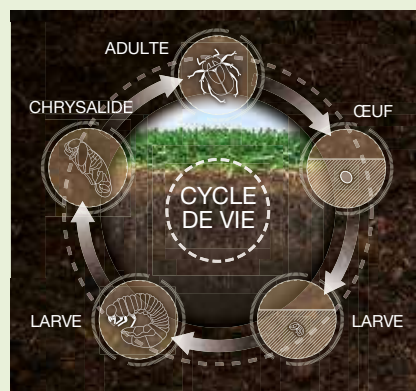 ADULTE
CHRYSALIDE
ŒUF
CYCLE
DE VIE
LARVE
LARVE